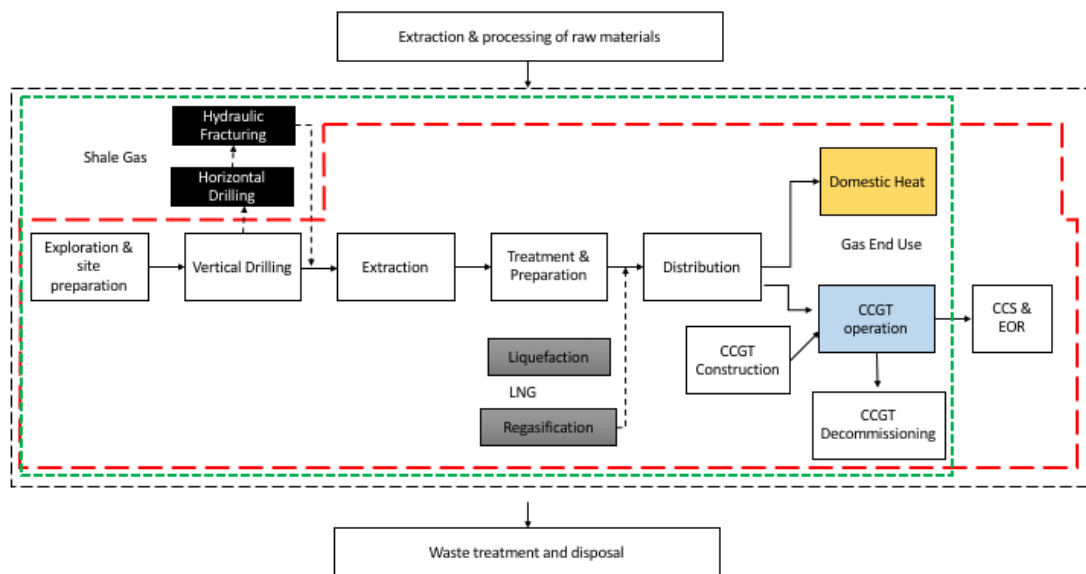 Extraction & processing of raw materials
Hydraulic
Fracturing
Shale Gas
Horizontal
Drilling
Domestic Heat
Exploration &
site
preparation
Vertical Drilling
Extraction
Treatment &
Preparation
Distribution
Gas End Use
CCGT
operation
CCS &
EOR
Liquefaction
CCGT
Construction
LNG
Regasification
CCGT
Decommissioning
Waste treatment and disposal